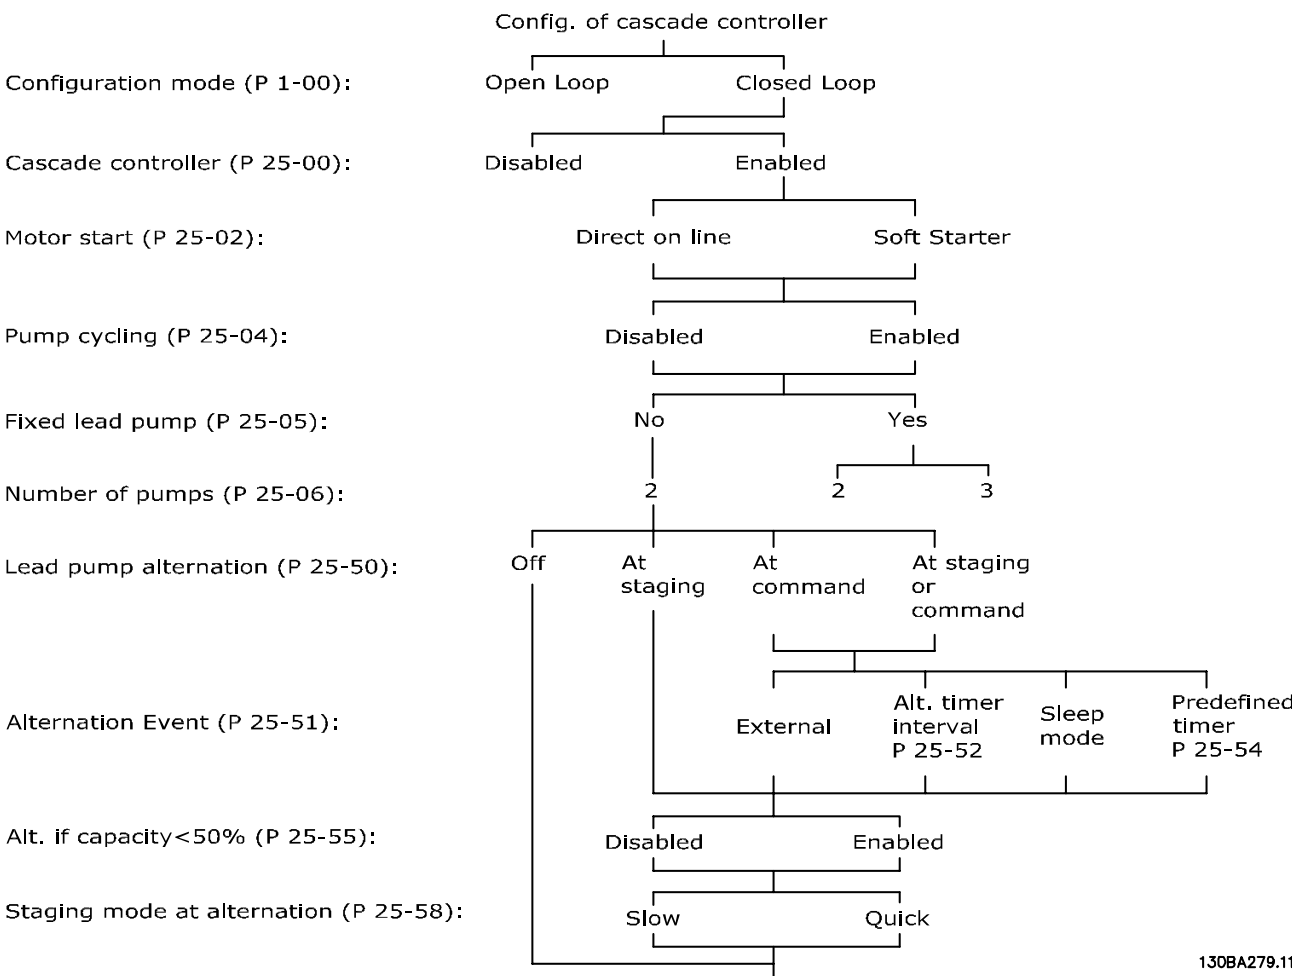 Config. of cascade controller
Configuration mode (P 1-00): Open Loop Closed Loop
Cascade controller (P 25-00): Disabled Enabled
Motor start (P 25-02): Direct on line Soft Starter
Pump cycling (P 25-04): Disabled Enabled
Fixed lead pump (P 25-05): No Yes
Number of pumps (P 25-06): 2 2 3
Lead pump alternation (P 25-50): Off
At
staging
At
command
At staging
or
command
Alternation Event (P 25-51): External
Alt. timer
interval
P 25-52
Sleep
mode
Predefined
timer
P 25-54
Alt. if capacity<50% (P 25-55): Disabled Enabled
Staging mode at alternation (P 25-58): Slow Quick
130BA279.11